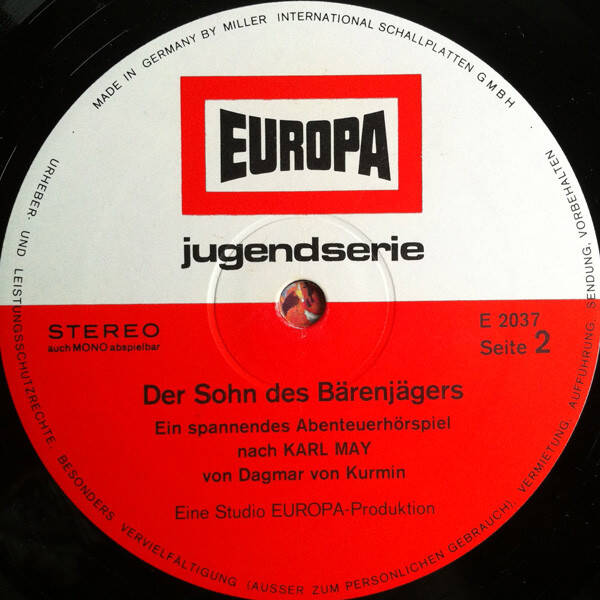 MADE IN GERMANY BY MILLER INTERNATIONAL SCHALLPLATTEN GMBH
EUROPA
jugendserie
STEREO
auch MONO abspielbar
E 2037
Seite 2
Der Sohn des Bärenjägers
Ein spannendes Abenteuerhörspiel
nach KARL MAY
von Dagmar von Kurmin
Eine Studio EUROPA-Produktion
URHEBER- UND LEISTUNGSSCHUTZRECHTE, BESONDERS VERVIELFÄLTIGUNG (AUSSER ZUM PERSÖNLICHEN GEBRAUCH), VERMIETUNG, AUFFÜHRUNG, SENDUNG, VORBEHALTEN